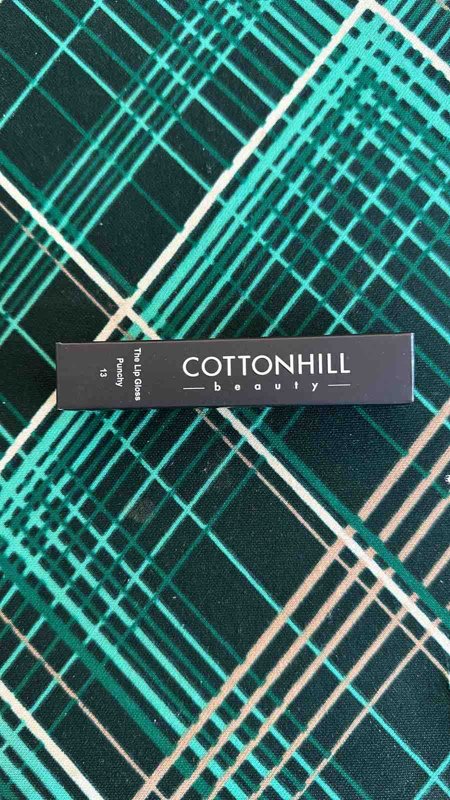 The Lip Gloss
Punchy
13
COTTONHILL
beauty